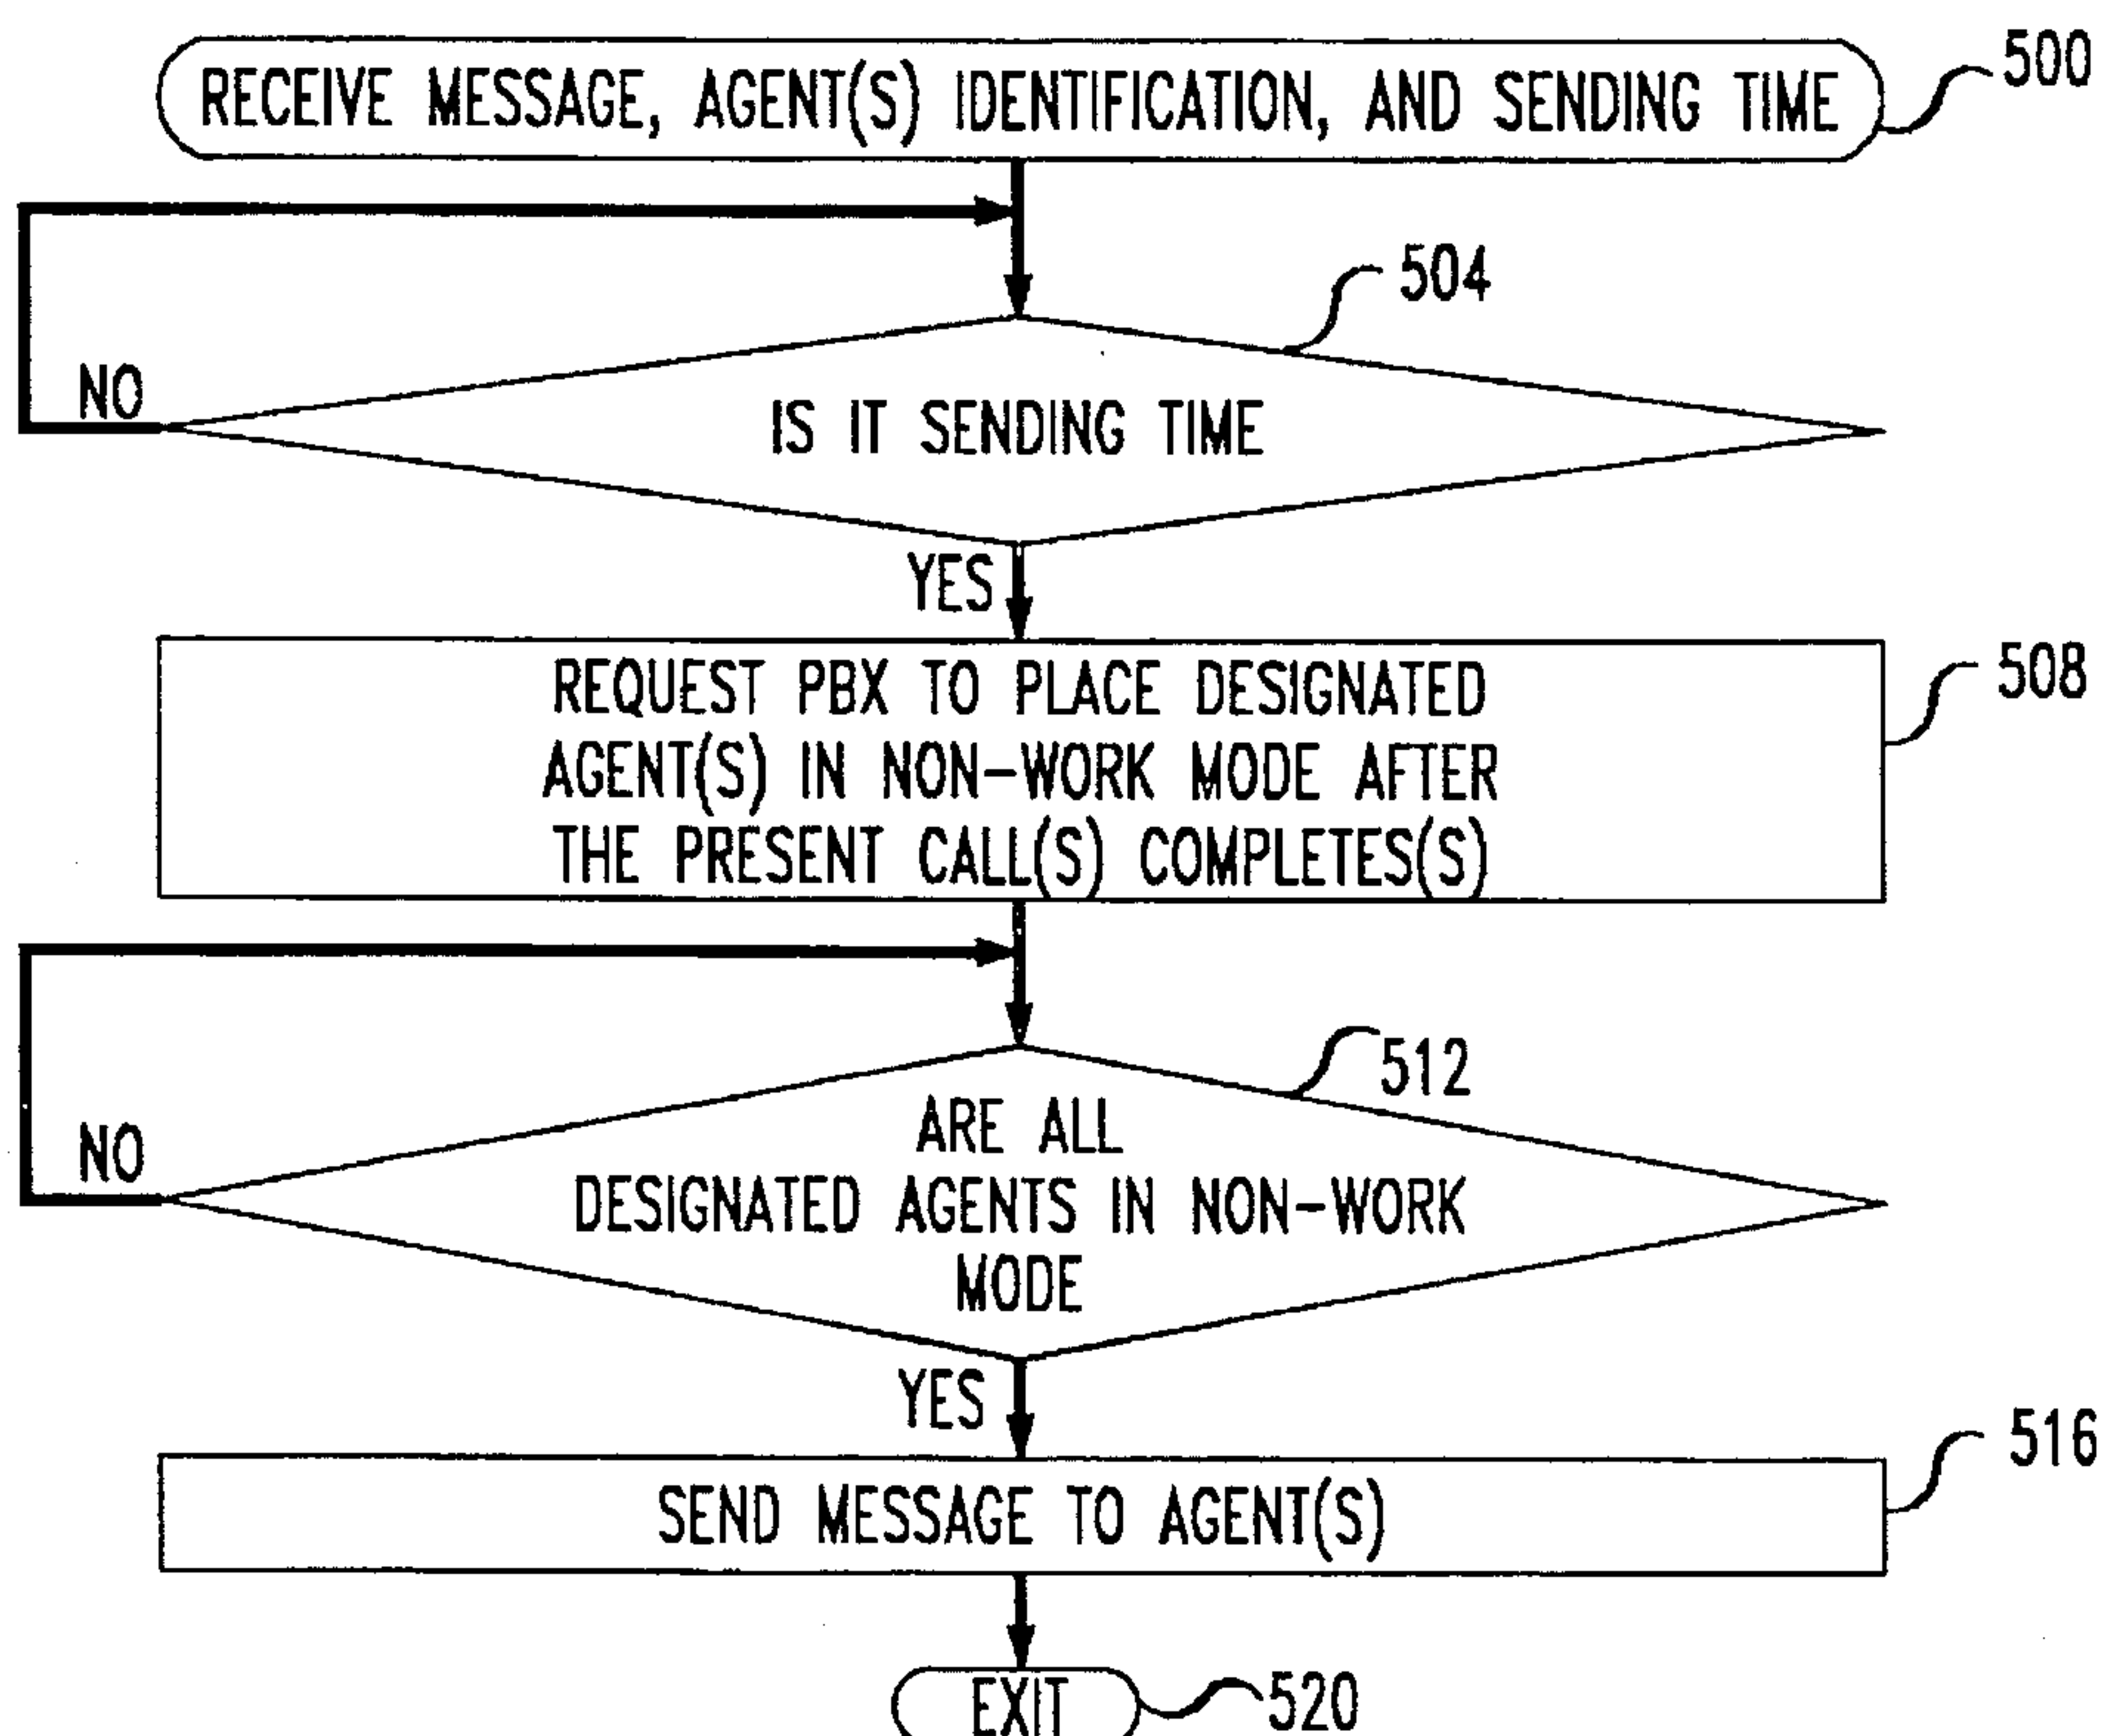 RECEIVE MESSAGE, AGENT(S) IDENTIFICATION, AND SENDING TIME
500
504
NO
IS IT SENDING TIME
YES
REQUEST PBX TO PLACE DESIGNATED
AGENT(S) IN NON-WORK MODE AFTER
THE PRESENT CALL(S) COMPLETES(S)
508
512
ARE ALL
NO
DESIGNATED AGENTS IN NON-WORK
MODE
YES
516
SEND MESSAGE TO AGENT(S)
EXIT
520